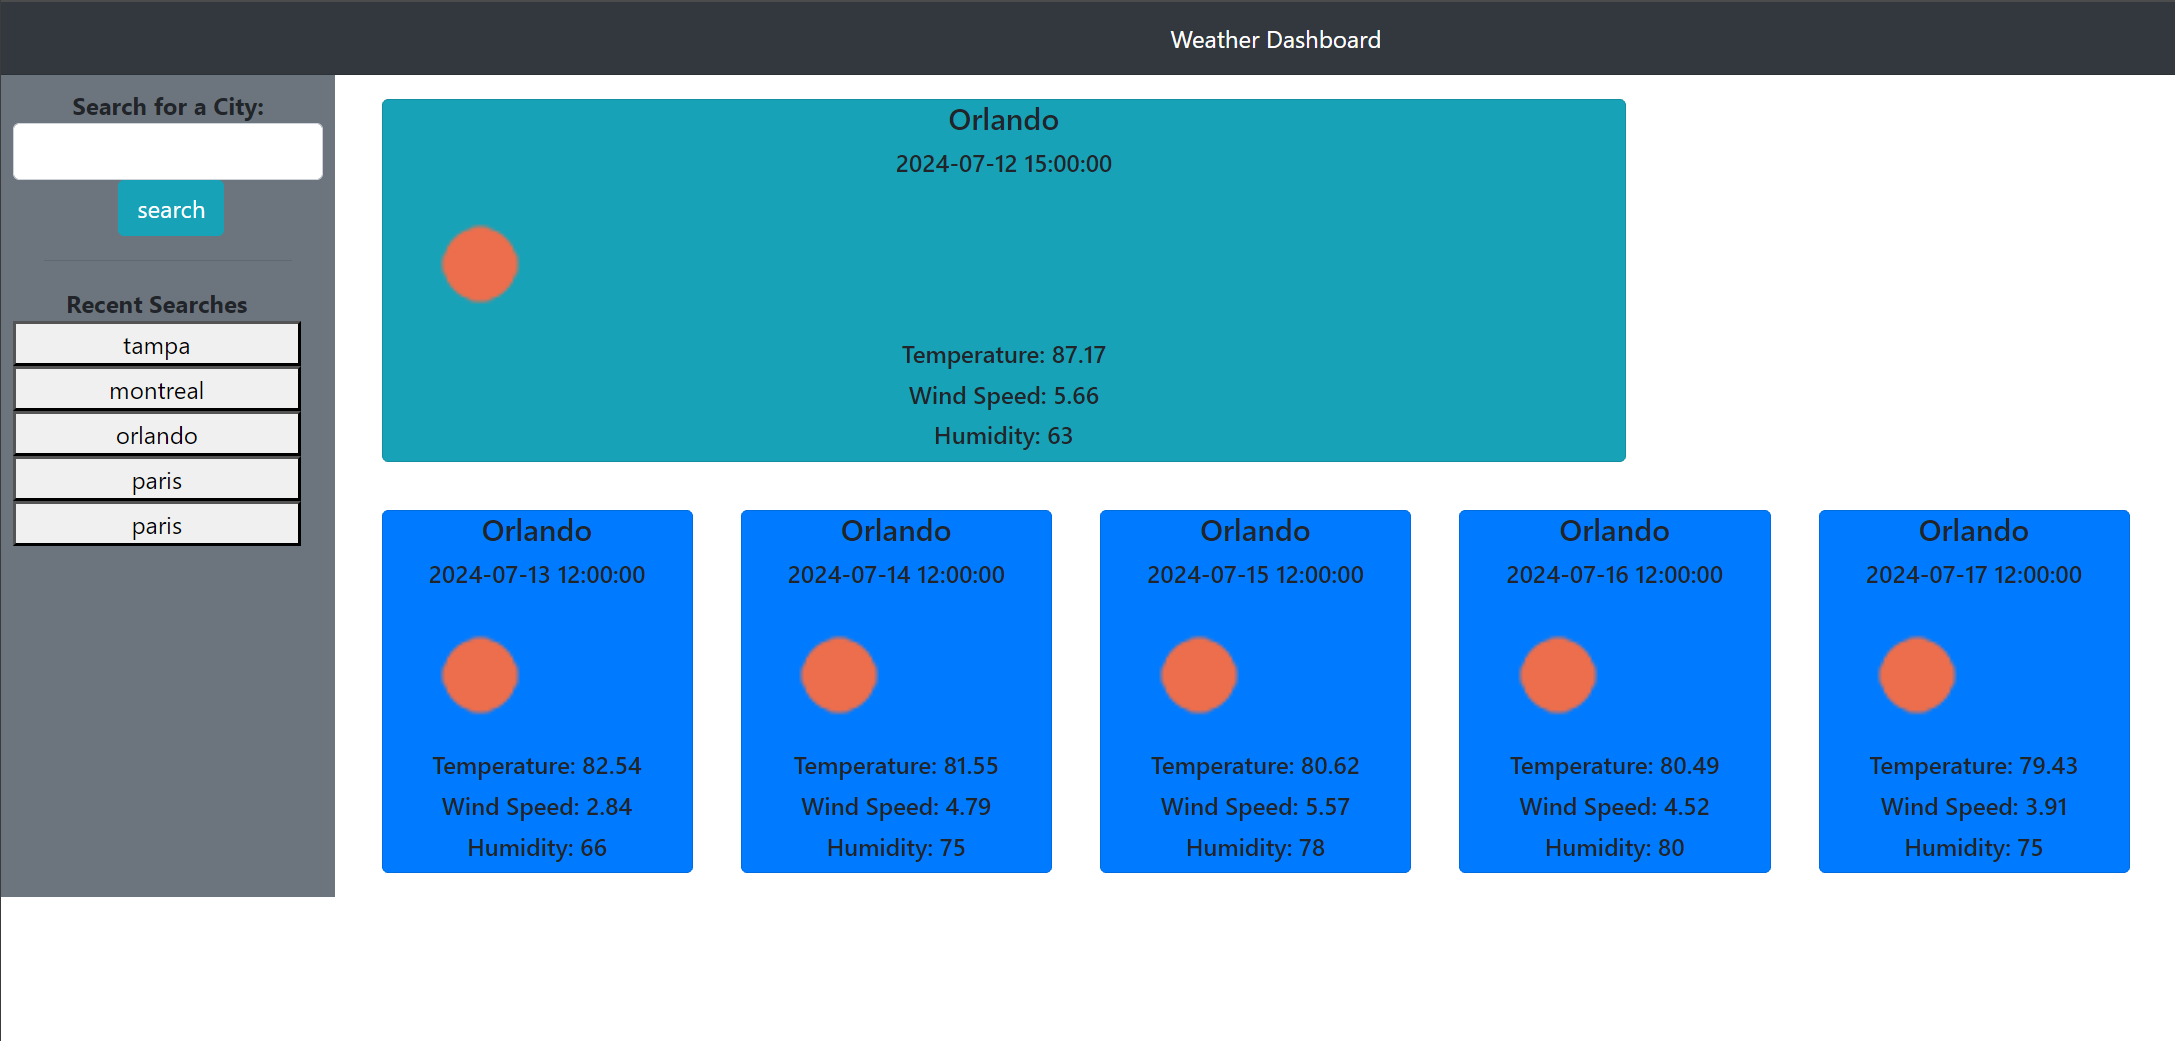 Weather Dashboard
Search for a City:
search
Recent Searches
tampa
montreal
orlando
paris
paris
Orlando
2024-07-12 15:00:00
Temperature: 87.17
Wind Speed: 5.66
Humidity: 63
Orlando
2024-07-13 12:00:00
Temperature: 82.54
Wind Speed: 2.84
Humidity: 66
Orlando
2024-07-14 12:00:00
Temperature: 81.55
Wind Speed: 4.79
Humidity: 75
Orlando
2024-07-15 12:00:00
Temperature: 80.62
Wind Speed: 5.57
Humidity: 78
Orlando
2024-07-16 12:00:00
Temperature: 80.49
Wind Speed: 4.52
Humidity: 80
Orlando
2024-07-17 12:00:00
Temperature: 79.43
Wind Speed: 3.91
Humidity: 75